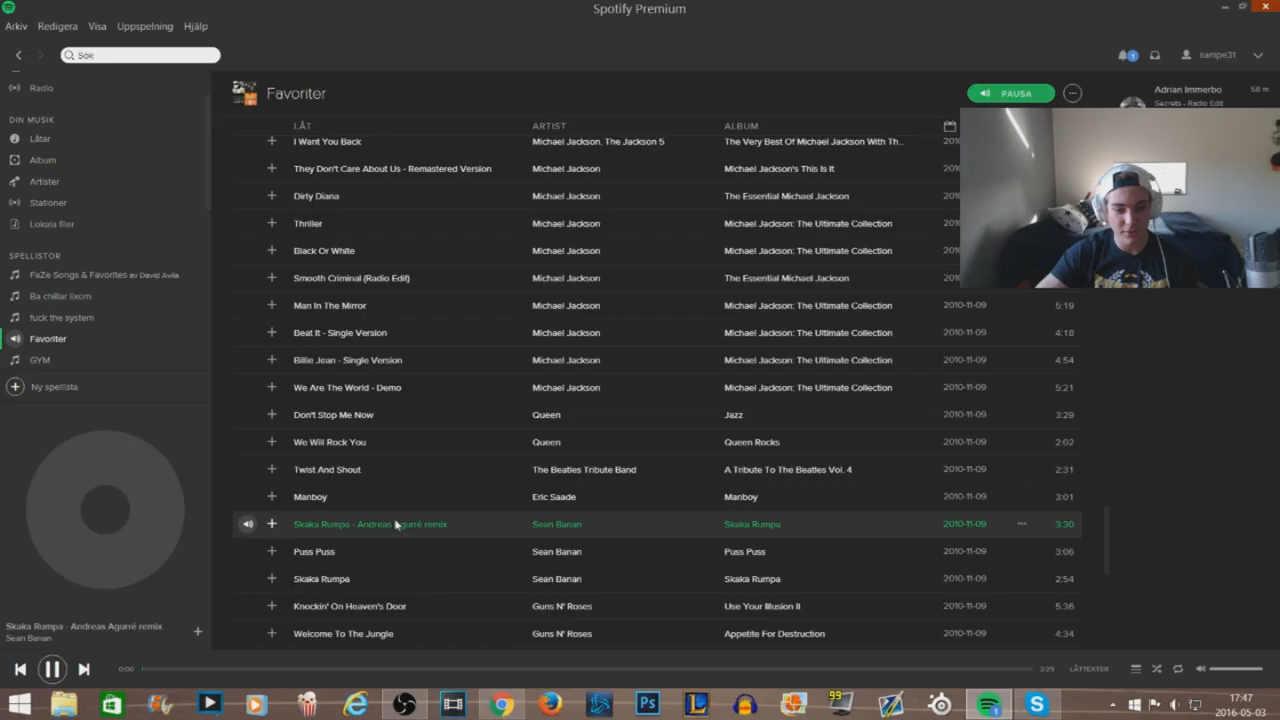 Spotify Premium
Arkiv Redigera Visa Uppspelning Hjälp
Sök
1 sampe31
Radio
DIN MUSIK
Låtar
Album
Artister
Stationer
Lokala filer
SPELLISTOR
FaZe Songs & Favorites av David Avila
Ba chillar lixom
fuck the system
Favoriter
GYM
Ny spellista
Favoriter
PAUSA
Adrian Immerbo 58 m
Secrets - Radio Edit
LÅT ARTIST ALBUM
I Want You Back Michael Jackson, The Jackson 5 The Very Best Of Michael Jackson With Th... 2010
They Don't Care About Us - Remastered Version Michael Jackson Michael Jackson's This Is It 2010
Dirty Diana Michael Jackson The Essential Michael Jackson 2010
Thriller Michael Jackson Michael Jackson: The Ultimate Collection 2010
Black Or White Michael Jackson Michael Jackson: The Ultimate Collection 2010
Smooth Criminal (Radio Edit) Michael Jackson The Essential Michael Jackson 2010
Man In The Mirror Michael Jackson Michael Jackson: The Ultimate Collection 2010-11-09 5:19
Beat It - Single Version Michael Jackson Michael Jackson: The Ultimate Collection 2010-11-09 4:18
Billie Jean - Single Version Michael Jackson Michael Jackson: The Ultimate Collection 2010-11-09 4:54
We Are The World - Demo Michael Jackson Michael Jackson: The Ultimate Collection 2010-11-09 5:21
Don't Stop Me Now Queen Jazz 2010-11-09 3:29
We Will Rock You Queen Queen Rocks 2010-11-09 2:02
Twist And Shout The Beatles Tribute Band A Tribute To The Beatles Vol. 4 2010-11-09 2:31
Manboy Eric Saade Manboy 2010-11-09 3:01
Skaka Rumpa - Andreas Agurré remix Sean Banan Skaka Rumpa 2010-11-09 3:30
Puss Puss Sean Banan Puss Puss 2010-11-09 3:06
Skaka Rumpa Sean Banan Skaka Rumpa 2010-11-09 2:54
Knockin' On Heaven's Door Guns N' Roses Use Your Illusion II 2010-11-09 5:36
Welcome To The Jungle Guns N' Roses Appetite For Destruction 2010-11-09 4:34
Skaka Rumpa - Andreas Agurré remix
Sean Banan
0:00 3:29 LÅTTEXTER
Ps 99 1
17:47
2016-05-03